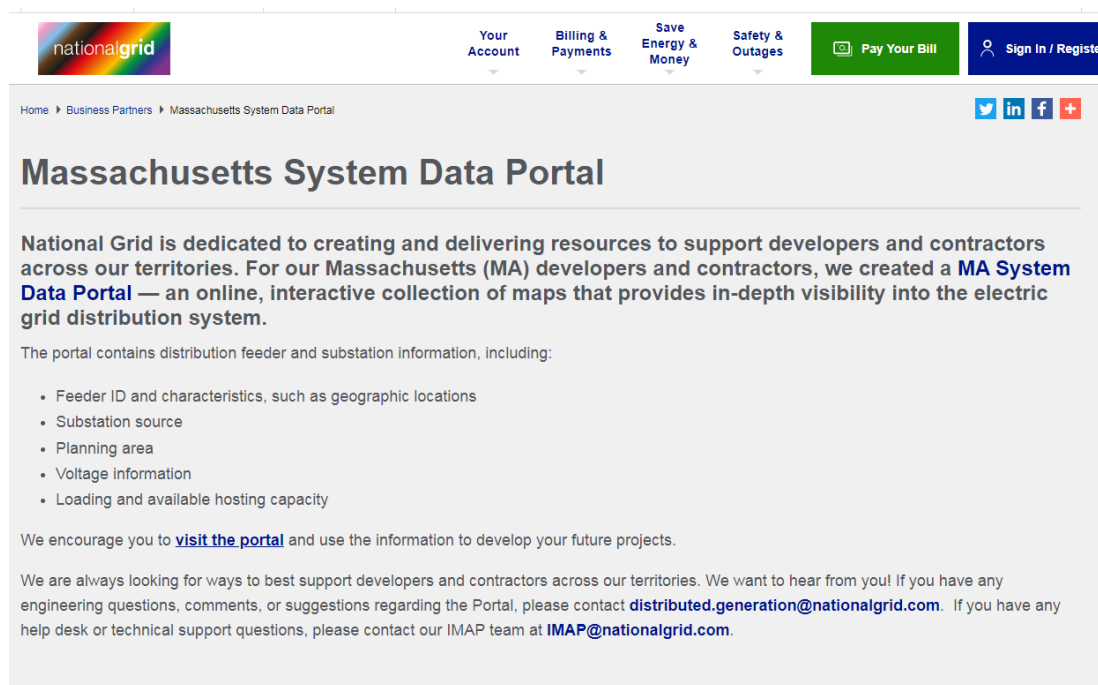 nationalgrid
Your
Account
Billing &
Payments
Save
Energy &
Money
Safety &
Outages
Pay Your Bill
Sign In / Registe
Home Business Partners Massachusetts System Data Portal
Massachusetts System Data Portal
National Grid is dedicated to creating and delivering resources to support developers and contractors
across our territories. For our Massachusetts (MA) developers and contractors, we created a MA System
Data Portal — an online, interactive collection of maps that provides in-depth visibility into the electric
grid distribution system.
The portal contains distribution feeder and substation information, including:
• Feeder ID and characteristics, such as geographic locations
• Substation source
• Planning area
• Voltage information
• Loading and available hosting capacity
We encourage you to visit the portal and use the information to develop your future projects.
We are always looking for ways to best support developers and contractors across our territories. We want to hear from you! If you have any
engineering questions, comments, or suggestions regarding the Portal, please contact distributed.generation@nationalgrid.com. If you have any
help desk or technical support questions, please contact our IMAP team at IMAP@nationalgrid.com.